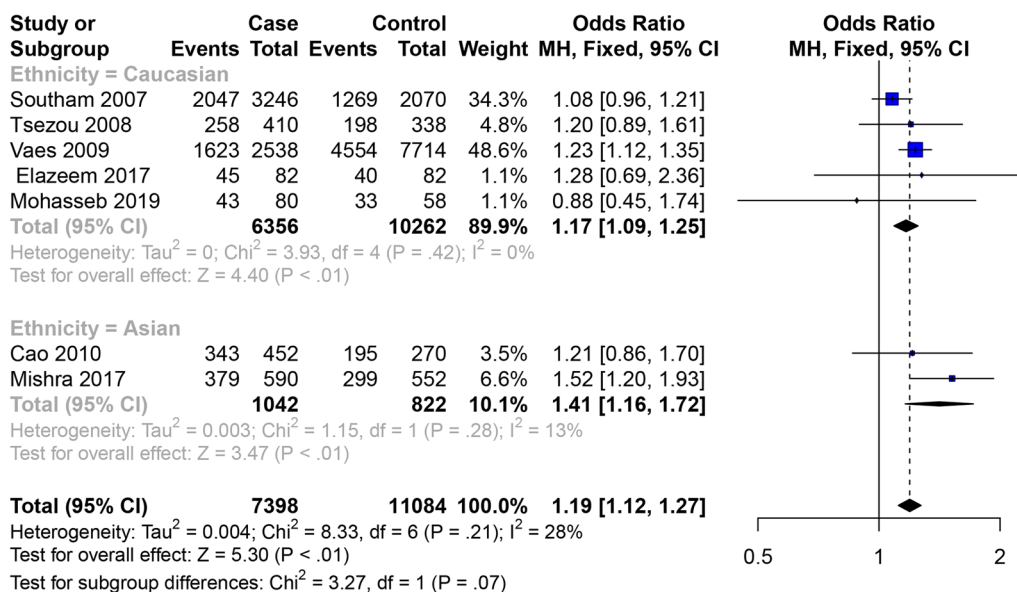 Study or Case Control Odds Ratio Odds Ratio
Subgroup Events Total Events Total Weight MH, Fixed, 95% CI MH, Fixed, 95% CI
Ethnicity = Caucasian
Southam 2007 2047 3246 1269 2070 34.3% 1.08 [0.96, 1.21]
Tsezou 2008 258 410 198 338 4.8% 1.20 [0.89, 1.61]
Vaes 2009 1623 2538 4554 7714 48.6% 1.23 [1.12, 1.35]
Elazeem 2017 45 82 40 82 1.1% 1.28 [0.69, 2.36]
Mohasseb 2019 43 80 33 58 1.1% 0.88 [0.45, 1.74]
Total (95% CI) 6356 10262 89.9% 1.17 [1.09, 1.25]
Heterogeneity: Tau² = 0; Chi² = 3.93, df = 4 (P = .42); I² = 0%
Test for overall effect: Z = 4.40 (P < .01)
Ethnicity = Asian
Cao 2010 343 452 195 270 3.5% 1.21 [0.86, 1.70]
Mishra 2017 379 590 299 552 6.6% 1.52 [1.20, 1.93]
Total (95% CI) 1042 822 10.1% 1.41 [1.16, 1.72]
Heterogeneity: Tau² = 0.003; Chi² = 1.15, df = 1 (P = .28); I² = 13%
Test for overall effect: Z = 3.47 (P < .01)
Total (95% CI) 7398 11084 100.0% 1.19 [1.12, 1.27]
Heterogeneity: Tau² = 0.004; Chi² = 8.33, df = 6 (P = .21); I² = 28%
Test for overall effect: Z = 5.30 (P < .01)
Test for subgroup differences: Chi² = 3.27, df = 1 (P = .07)
0.5 1 2